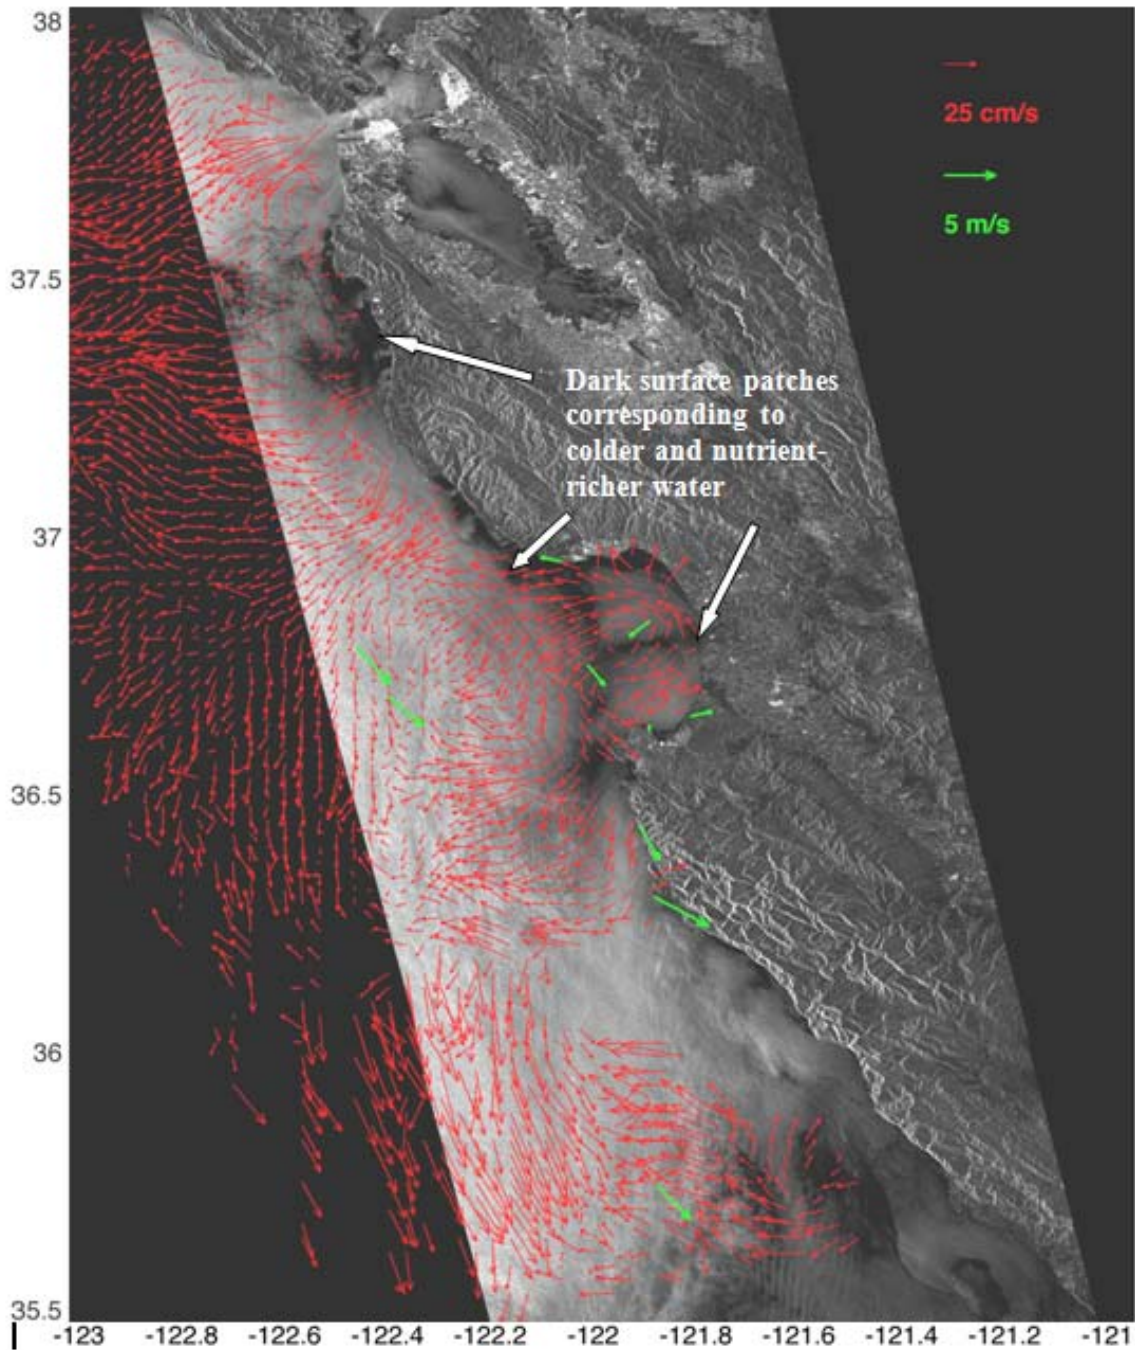 38
25 cm/s
5 m/s
37.5
Dark surface patches
corresponding to
colder and nutrient-
richer water
37
36.5
36
35.5
-123 -122.8 -122.6 -122.4 -122.2 -122 -121.8 -121.6 -121.4 -121.2 -121